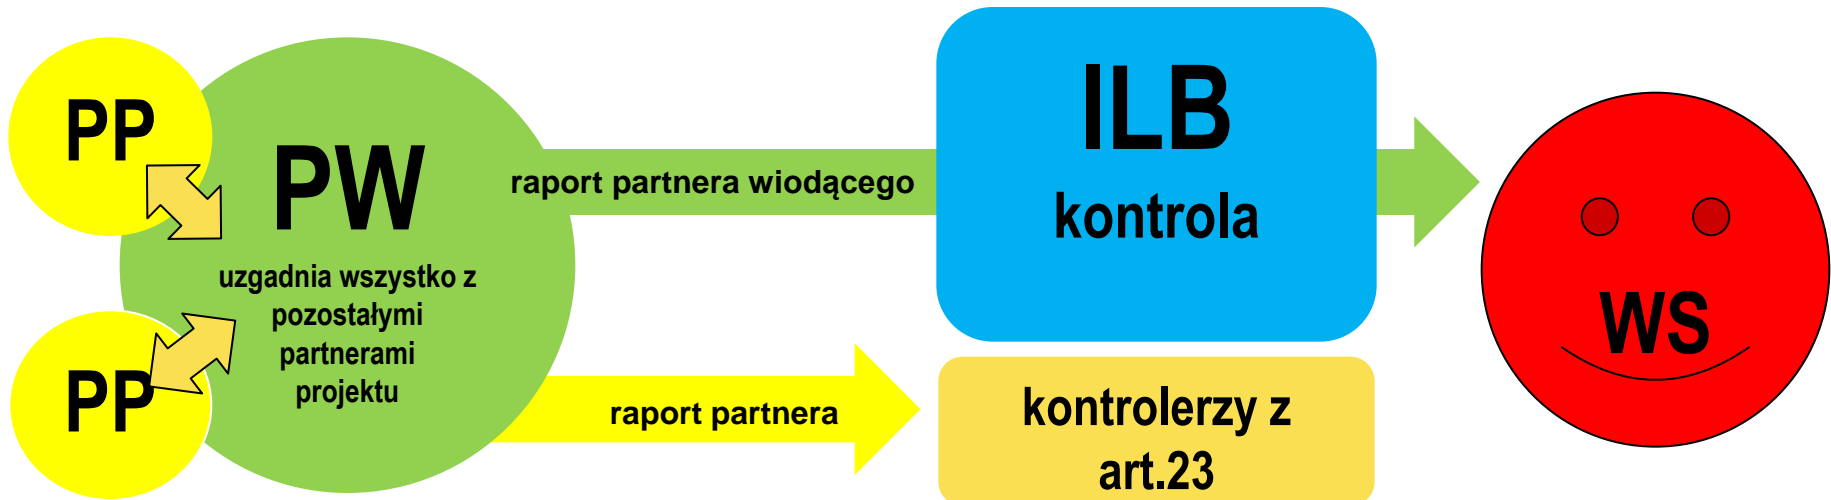 PP
PW
uzgadnia wszystko z
pozostałymi
partnerami
projektu
PP
raport partnera wiodącego
raport partnera
ILB
kontrola
kontrolerzy z
art.23
WS